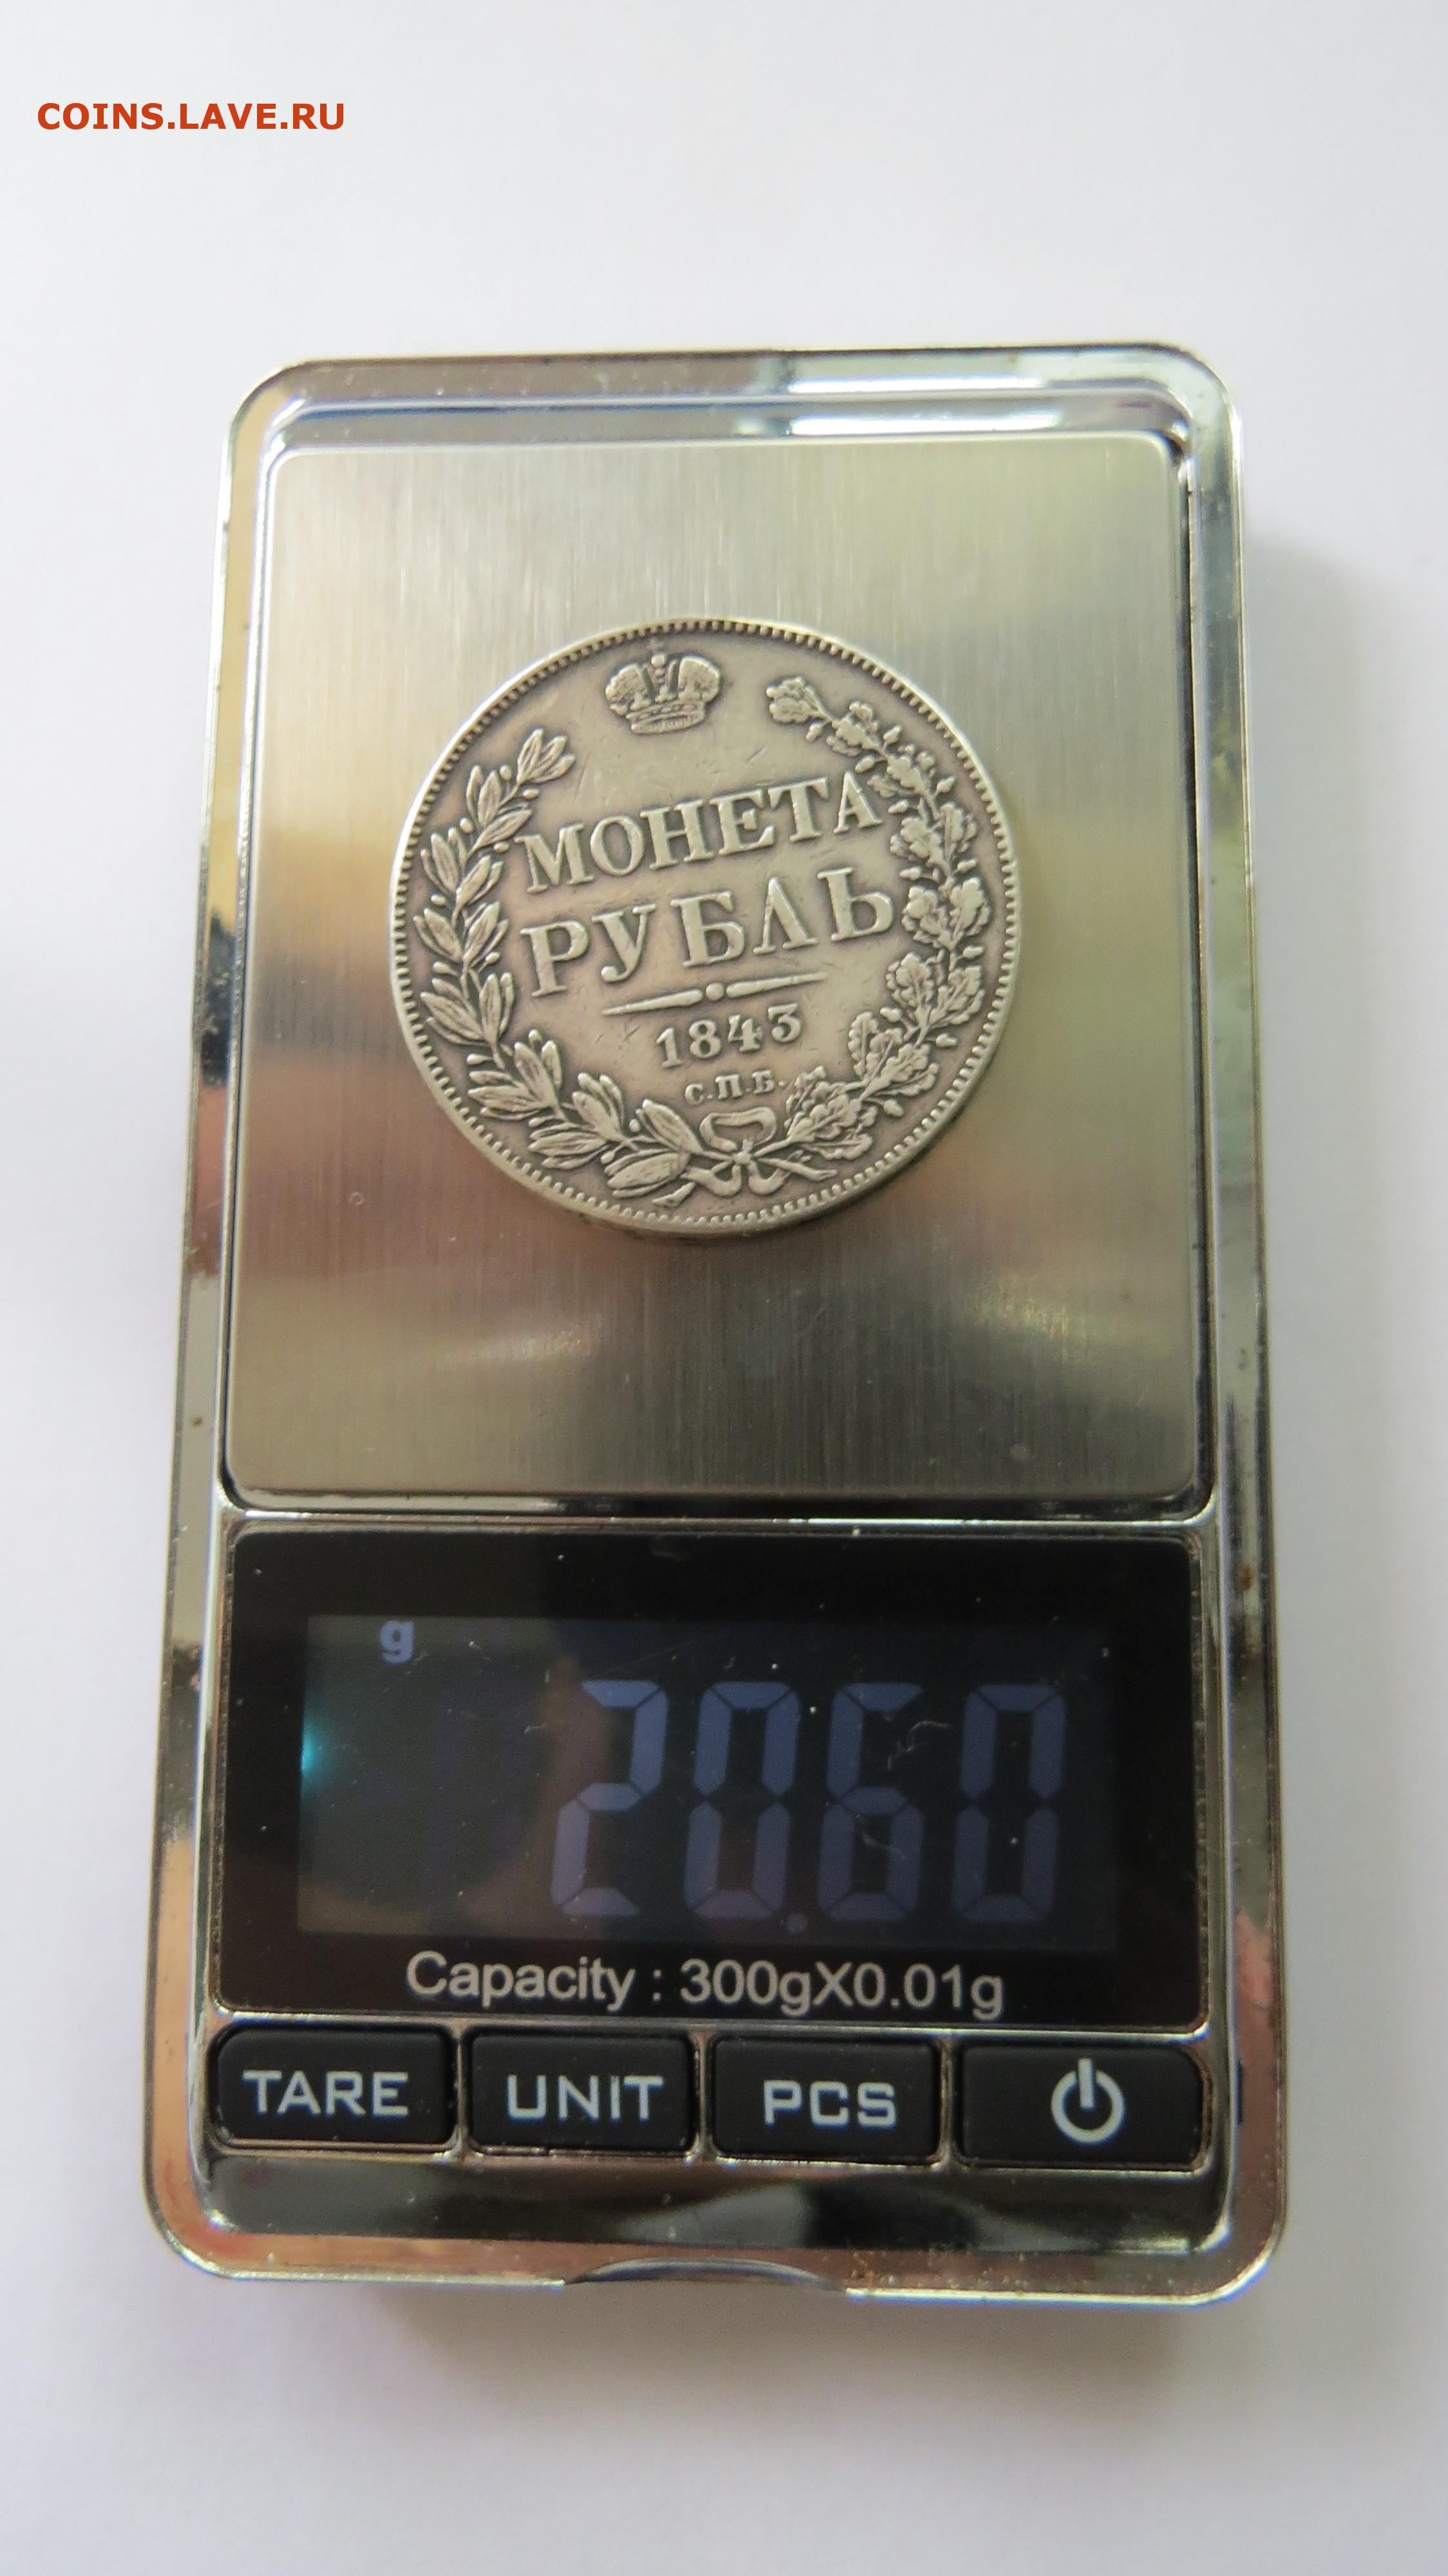 COINS.LAVE.RU
МОНЕТА
РУБЛЬ
1843
С.П.Б.
g
20.60
Capacity : 300gX0.01g
TARE UNIT PCS